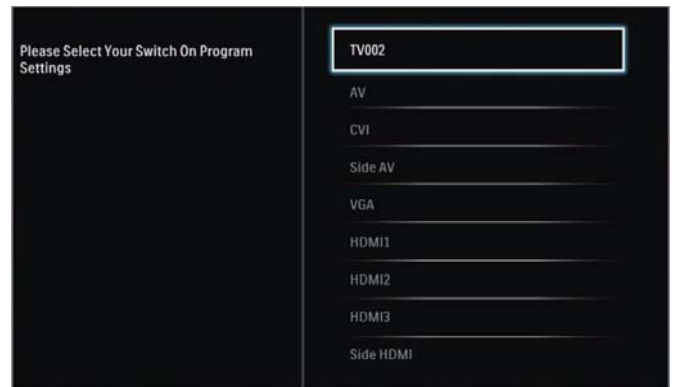 Please Select Your Switch On Program
Settings
TV002
AV
CVI
Side AV
VGA
HDMI1
HDMI2
HDMI3
Side HDMI